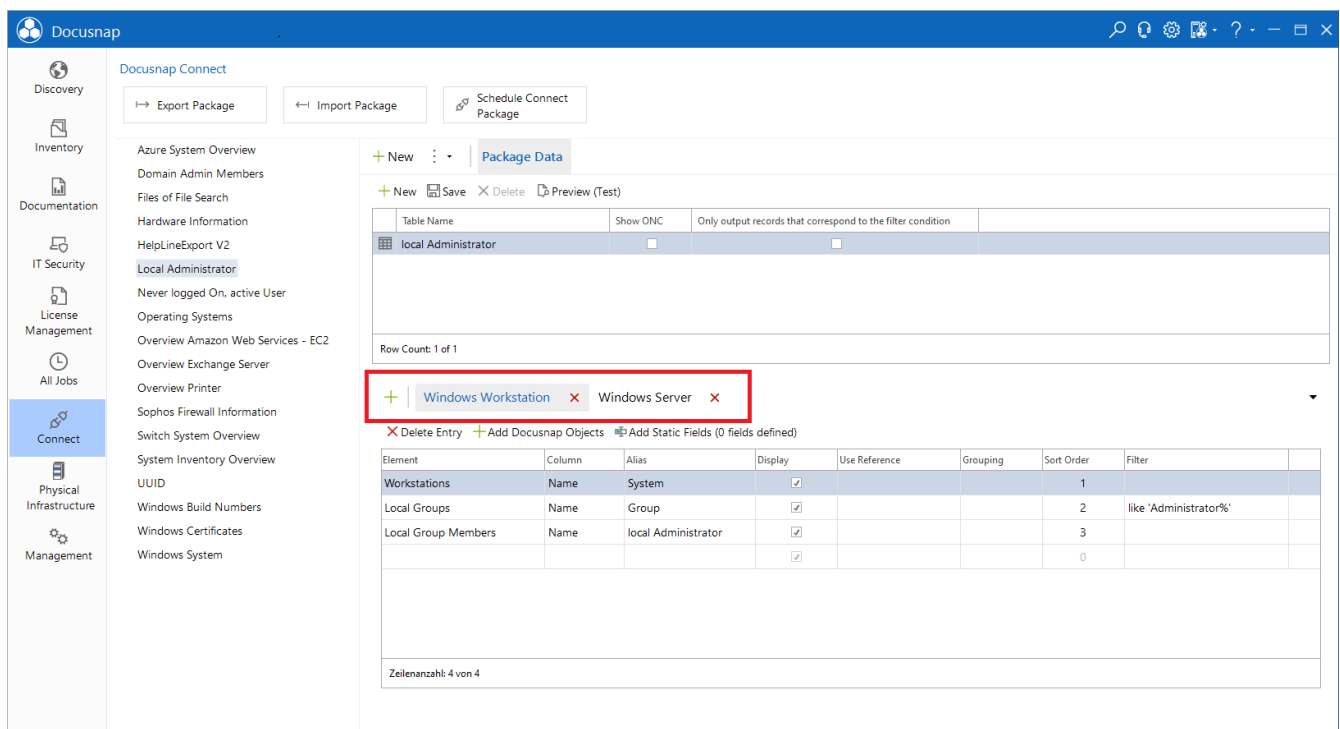 Docusnap
Discovery
Inventory
Documentation
IT Security
License
Management
All Jobs
Connect
Physical
Infrastructure
Management
Docusnap Connect
Export Package
Import Package
Schedule Connect
Package
Azure System Overview
Domain Admin Members
Files of File Search
Hardware Information
HelpLineExport V2
Local Administrator
Never logged On, active User
Operating Systems
Overview Amazon Web Services - EC2
Overview Exchange Server
Overview Printer
Sophos Firewall Information
Switch System Overview
System Inventory Overview
UUID
Windows Build Numbers
Windows Certificates
Windows System
New Package Data
New Save Delete Preview (Test)
Table Name Show ONC Only output records that correspond to the filter condition
local Administrator
Row Count: 1 of 1
Windows Workstation Windows Server
Delete Entry Add Docusnap Objects Add Static Fields (0 fields defined)
Element Column Alias Display Use Reference Grouping Sort Order Filter
Workstations Name System 1
Local Groups Name Group 2 like 'Administrator%'
Local Group Members Name local Administrator 3
0
Zeilenanzahl: 4 von 4